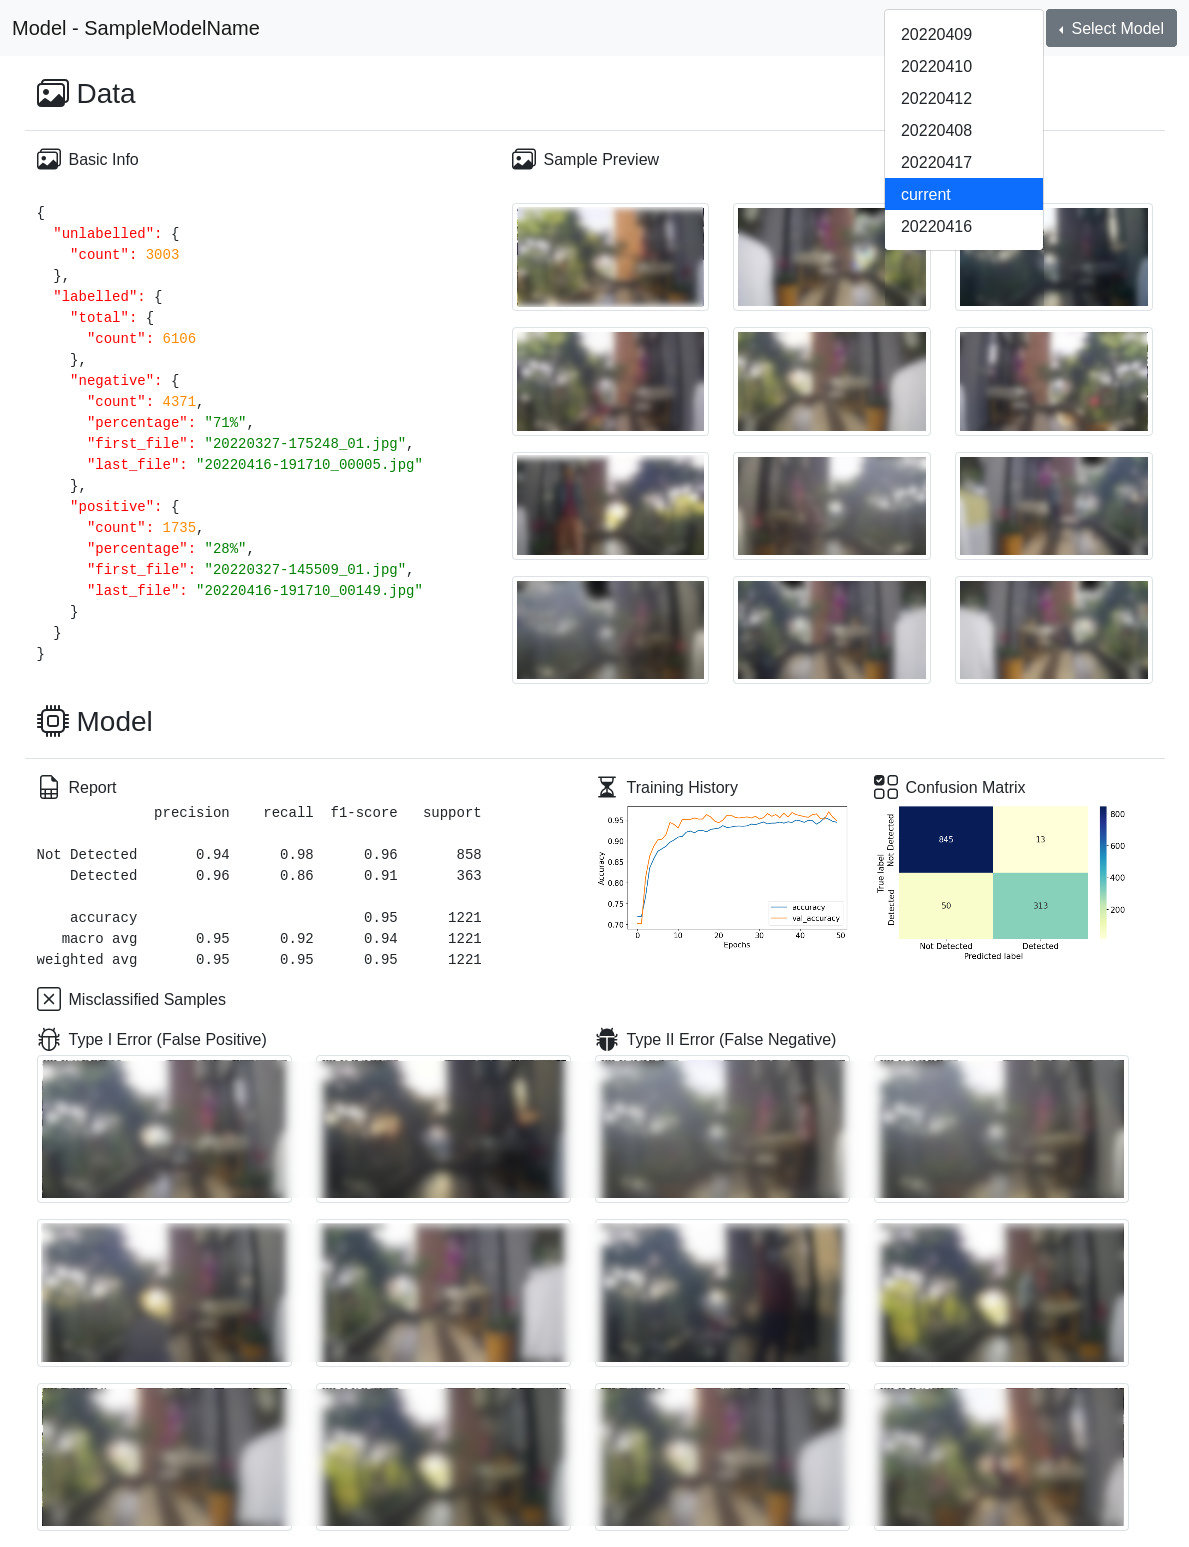 Model - SampleModelName
Select Model
20220409
20220410
20220412
20220408
20220417
current
20220416
Data
Basic Info
{
"unlabelled": {
"count": 3003
},
"labelled": {
"total": {
"count": 6106
},
"negative": {
"count": 4371,
"percentage": "71%",
"first_file": "20220327-175248_01.jpg",
"last_file": "20220416-191710_00005.jpg"
},
"positive": {
"count": 1735,
"percentage": "28%",
"first_file": "20220327-145509_01.jpg",
"last_file": "20220416-191710_00149.jpg"
}
}
}
Sample Preview
Model
Report
precision recall f1-score support
Not Detected 0.94 0.98 0.96 858
Detected 0.96 0.86 0.91 363
accuracy 0.95 1221
macro avg 0.95 0.92 0.94 1221
weighted avg 0.95 0.95 0.95 1221
Training History
Accuracy
0.95
0.90
0.85
0.80
0.75
0.70
accuracy
val_accuracy
0 10 20 30 40 50
Epochs
Confusion Matrix
True label
Not Detected
Detected
845 13
50 313
Not Detected Detected
Predicted label
800
600
400
200
Misclassified Samples
Type I Error (False Positive)
Type II Error (False Negative)